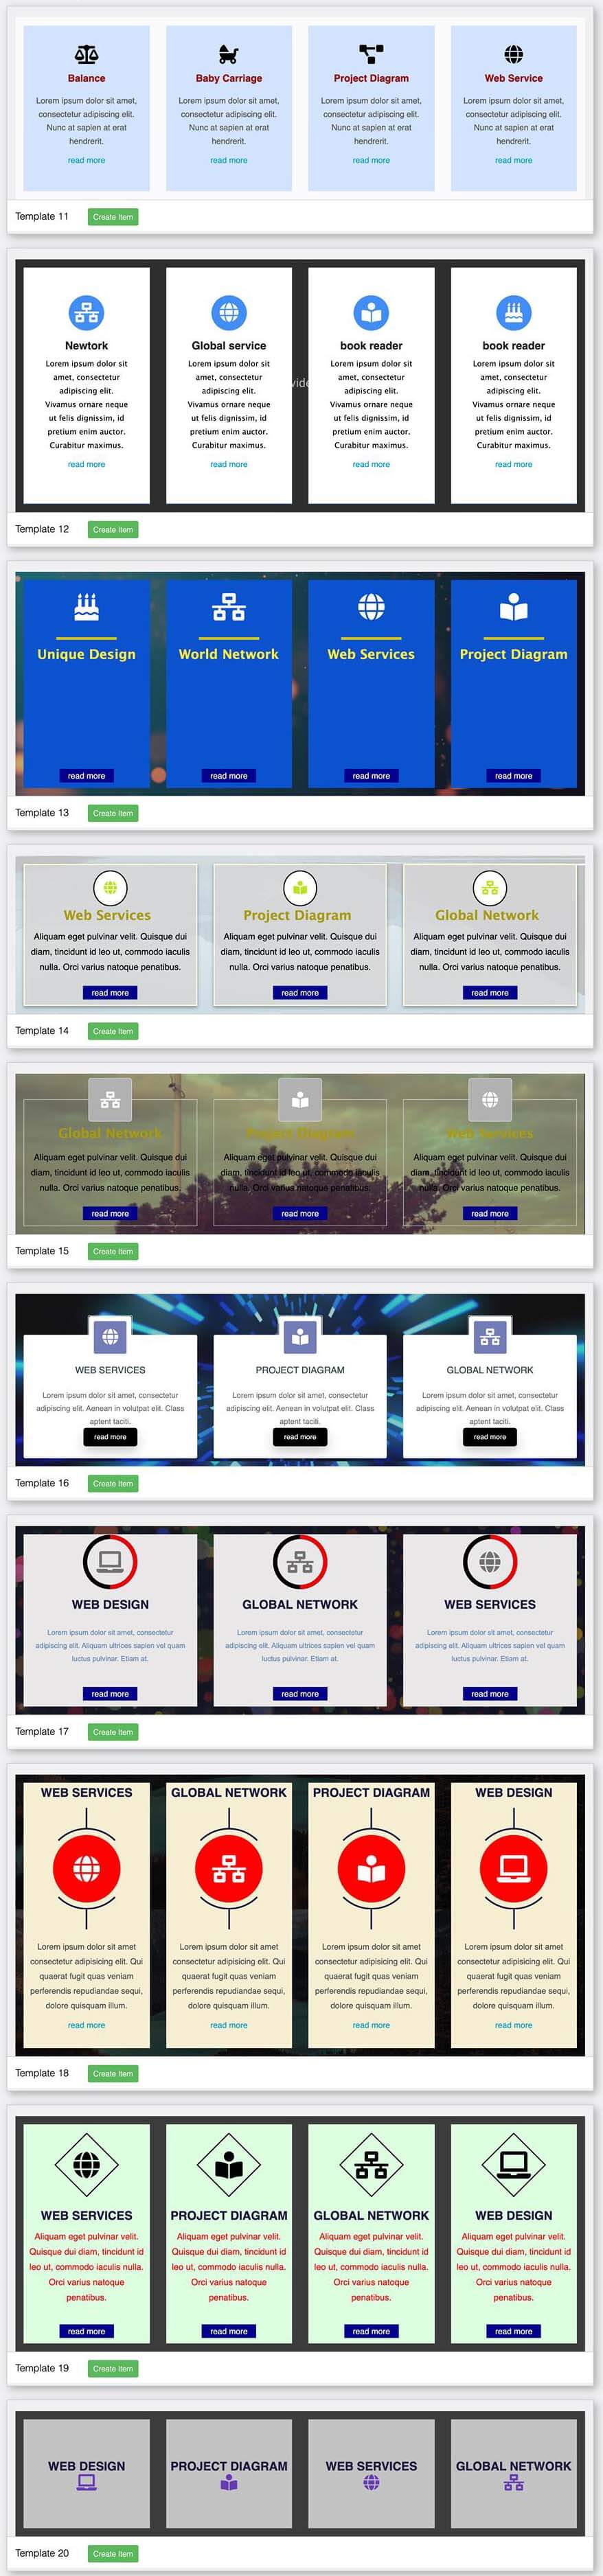 Balance Baby Carriage Project Diagram Web Service
Lorem ipsum dolor sit amet, Lorem ipsum dolor sit amet, Lorem ipsum dolor sit amet, Lorem ipsum dolor sit amet,
consectetur adipiscing elit. consectetur adipiscing elit. consectetur adipiscing elit. consectetur adipiscing elit.
Nunc at sapien at erat Nunc at sapien at erat Nunc at sapien at erat Nunc at sapien at erat
hendrerit. hendrerit. hendrerit. hendrerit.
read more read more read more read more
Template 11 Create Item
Newtork Global service book reader book reader
Lorem ipsum dolor sit Lorem ipsum dolor sit Lorem ipsum dolor sit Lorem ipsum dolor sit
amet, consectetur amet, consectetur amet, consectetur amet, consectetur
adipiscing elit. adipiscing elit. adipiscing elit. adipiscing elit.
Vivamus ornare neque Vivamus ornare neque Vivamus ornare neque Vivamus ornare neque
ut felis dignissim, id ut felis dignissim, id ut felis dignissim, id ut felis dignissim, id
pretium enim auctor. pretium enim auctor. pretium enim auctor. pretium enim auctor.
Curabitur maximus. Curabitur maximus. Curabitur maximus. Curabitur maximus.
read more read more read more read more
Template 12 Create Item
Unique Design World Network Web Services Project Diagram
read more read more read more read more
Template 13 Create Item
Web Services Project Diagram Global Network
Aliquam eget pulvinar velit. Quisque dui Aliquam eget pulvinar velit. Quisque dui Aliquam eget pulvinar velit. Quisque dui
diam, tincidunt id leo ut, commodo iaculis diam, tincidunt id leo ut, commodo iaculis diam, tincidunt id leo ut, commodo iaculis
nulla. Orci varius natoque penatibus. nulla. Orci varius natoque penatibus. nulla. Orci varius natoque penatibus.
read more read more read more
Template 14 Create Item
Global Network Project Diagram Web Services
Aliquam eget pulvinar velit. Quisque dui Aliquam eget pulvinar velit. Quisque dui Aliquam eget pulvinar velit. Quisque dui
diam, tincidunt id leo ut, commodo iaculis diam, tincidunt id leo ut, commodo iaculis diam, tincidunt id leo ut, commodo iaculis
nulla. Orci varius natoque penatibus. nulla. Orci varius natoque penatibus. nulla. Orci varius natoque penatibus.
read more read more read more
Template 15 Create Item
WEB SERVICES PROJECT DIAGRAM GLOBAL NETWORK
Lorem ipsum dolor sit amet, consectetur Lorem ipsum dolor sit amet, consectetur Lorem ipsum dolor sit amet, consectetur
adipiscing elit. Aenean in volutpat elit. Class adipiscing elit. Aenean in volutpat elit. Class adipiscing elit. Aenean in volutpat elit. Class
aptent taciti. aptent taciti. aptent taciti.
read more read more read more
Template 16 Create Item
WEB DESIGN GLOBAL NETWORK WEB SERVICES
Lorem ipsum dolor sit amet, consectetur Lorem ipsum dolor sit amet, consectetur Lorem ipsum dolor sit amet, consectetur
adipiscing elit. Aliquam ultrices sapien vel quam adipiscing elit. Aliquam ultrices sapien vel quam adipiscing elit. Aliquam ultrices sapien vel quam
luctus pulvinar. Etiam at. luctus pulvinar. Etiam at. luctus pulvinar. Etiam at.
read more read more read more
Template 17 Create Item
WEB SERVICES GLOBAL NETWORK PROJECT DIAGRAM WEB DESIGN
Lorem ipsum dolor sit amet Lorem ipsum dolor sit amet Lorem ipsum dolor sit amet Lorem ipsum dolor sit amet
consectetur adipisicing elit. Qui consectetur adipisicing elit. Qui consectetur adipisicing elit. Qui consectetur adipisicing elit. Qui
quaerat fugit quas veniam quaerat fugit quas veniam quaerat fugit quas veniam quaerat fugit quas veniam
perferendis repudiandae sequi, perferendis repudiandae sequi, perferendis repudiandae sequi, perferendis repudiandae sequi,
dolore quisquam illum. dolore quisquam illum. dolore quisquam illum. dolore quisquam illum.
read more read more read more read more
Template 18 Create Item
WEB SERVICES PROJECT DIAGRAM GLOBAL NETWORK WEB DESIGN
Aliquam eget pulvinar velit. Aliquam eget pulvinar velit. Aliquam eget pulvinar velit. Aliquam eget pulvinar velit.
Quisque dui diam, tincidunt id Quisque dui diam, tincidunt id Quisque dui diam, tincidunt id Quisque dui diam, tincidunt id
leo ut, commodo iaculis nulla. leo ut, commodo iaculis nulla. leo ut, commodo iaculis nulla. leo ut, commodo iaculis nulla.
Orci varius natoque Orci varius natoque Orci varius natoque Orci varius natoque
penatibus. penatibus. penatibus. penatibus.
read more read more read more read more
Template 19 Create Item
WEB DESIGN PROJECT DIAGRAM WEB SERVICES GLOBAL NETWORK
Template 20 Create Item